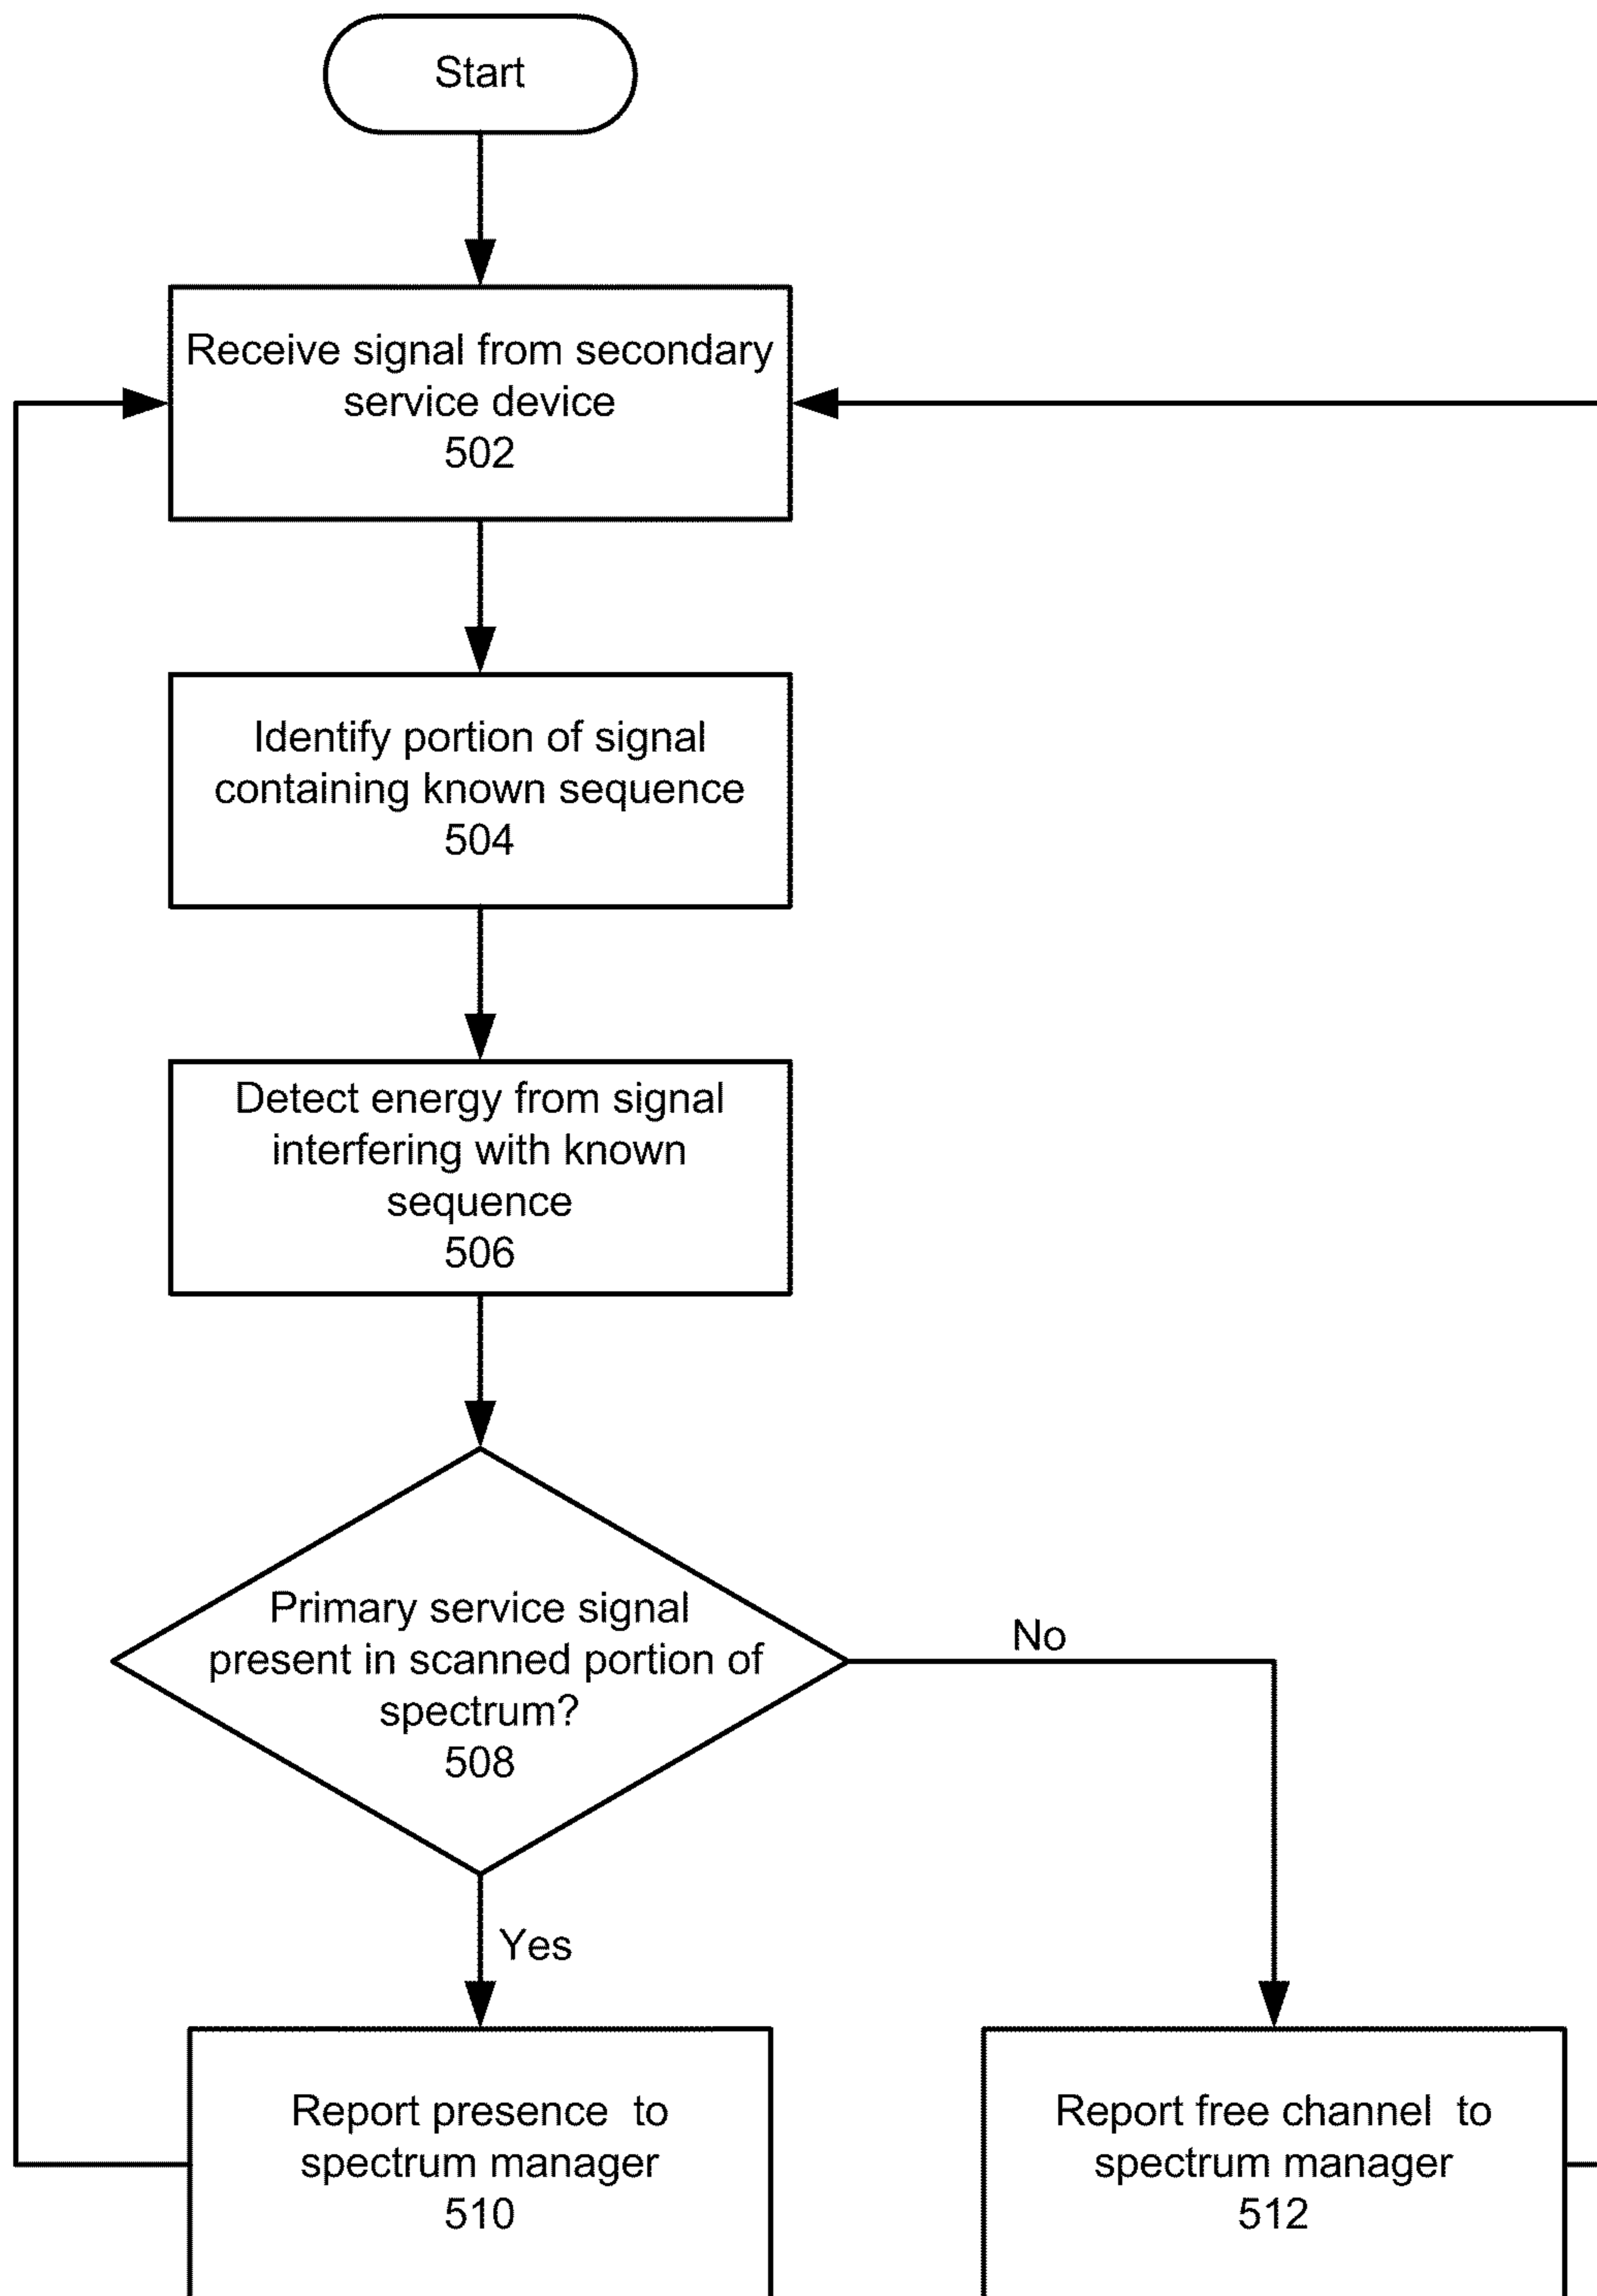 Start
Receive signal from secondary
service device
502
Identify portion of signal
containing known sequence
504
Detect energy from signal
interfering with known
sequence
506
Primary service signal
present in scanned portion of
spectrum?
508
No
Yes
Report presence to
spectrum manager
510
Report free channel to
spectrum manager
512